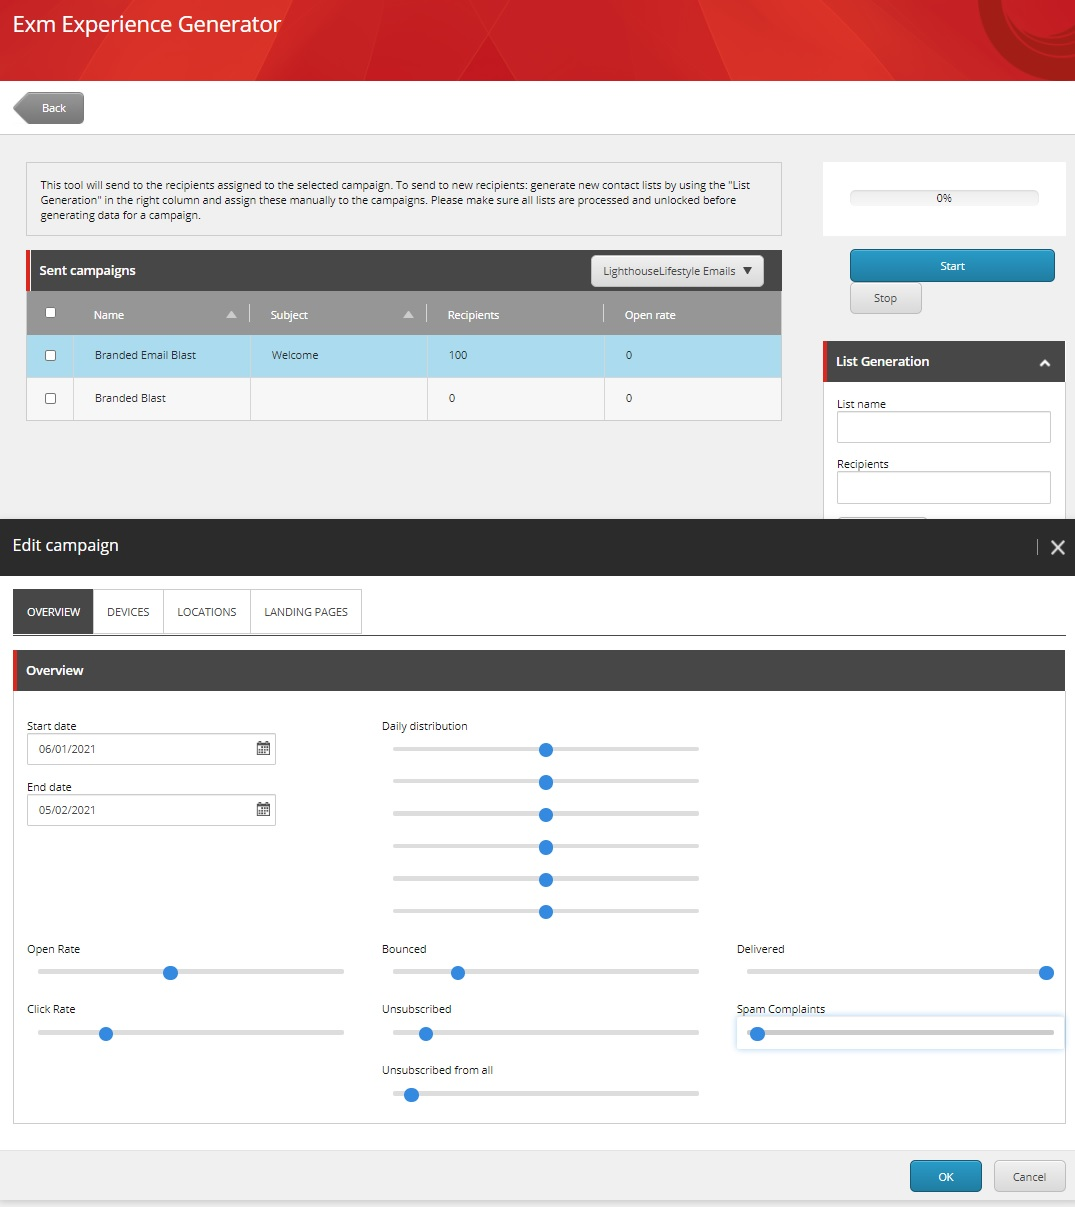 Exm Experience Generator
Back
This tool will send to the recipients assigned to the selected campaign. To send to new recipients: generate new contact lists by using the "List
Generation" in the right column and assign these manually to the campaigns. Please make sure all lists are processed and unlocked before
generating data for a campaign.
0%
Start
Stop
Sent campaigns
LighthouseLifestyle Emails
Name Subject Recipients Open rate
Branded Email Blast Welcome 100 0
Branded Blast 0 0
List Generation
List name
Recipients
Edit campaign
OVERVIEW DEVICES LOCATIONS LANDING PAGES
Overview
Start date
06/01/2021
End date
05/02/2021
Daily distribution
Open Rate
Bounced
Delivered
Click Rate
Unsubscribed
Spam Complaints
Unsubscribed from all
OK
Cancel